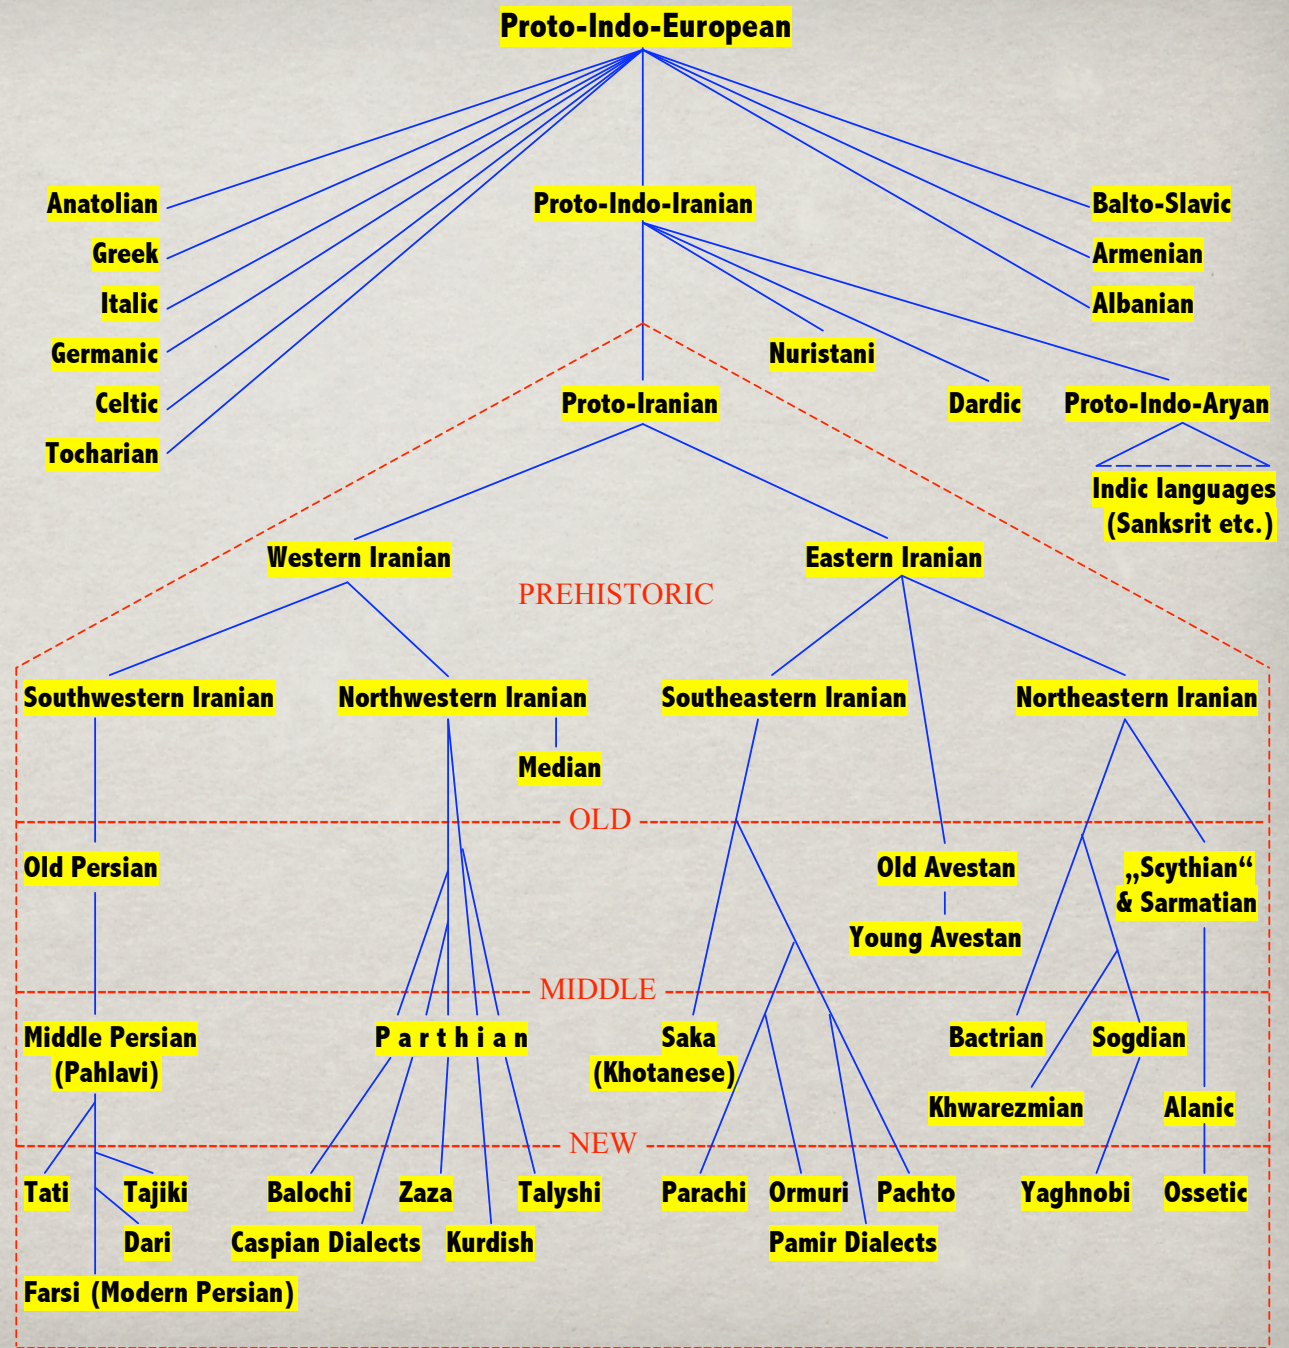 Proto-Indo-European
Anatolian
Proto-Indo-Iranian
Balto-Slavic
Greek
Armenian
Italic
Albanian
Germanic
Nuristani
Celtic
Proto-Iranian
Dardic
Proto-Indo-Aryan
Tocharian
Indic languages
(Sanksrit etc.)
Western Iranian
Eastern Iranian
PREHISTORIC
Southwestern Iranian
Northwestern Iranian
Southeastern Iranian
Northeastern Iranian
Median
OLD
Old Persian
Old Avestan
„Scythian“
& Sarmatian
Young Avestan
MIDDLE
Middle Persian
(Pahlavi)
P a r t h i a n
Saka
(Khotanese)
Bactrian
Sogdian
Khwarezmian
Alanic
NEW
Tati
Tajiki
Balochi
Zaza
Talyshi
Parachi
Ormuri
Pachto
Yaghnobi
Ossetic
Dari
Caspian Dialects
Kurdish
Pamir Dialects
Farsi (Modern Persian)